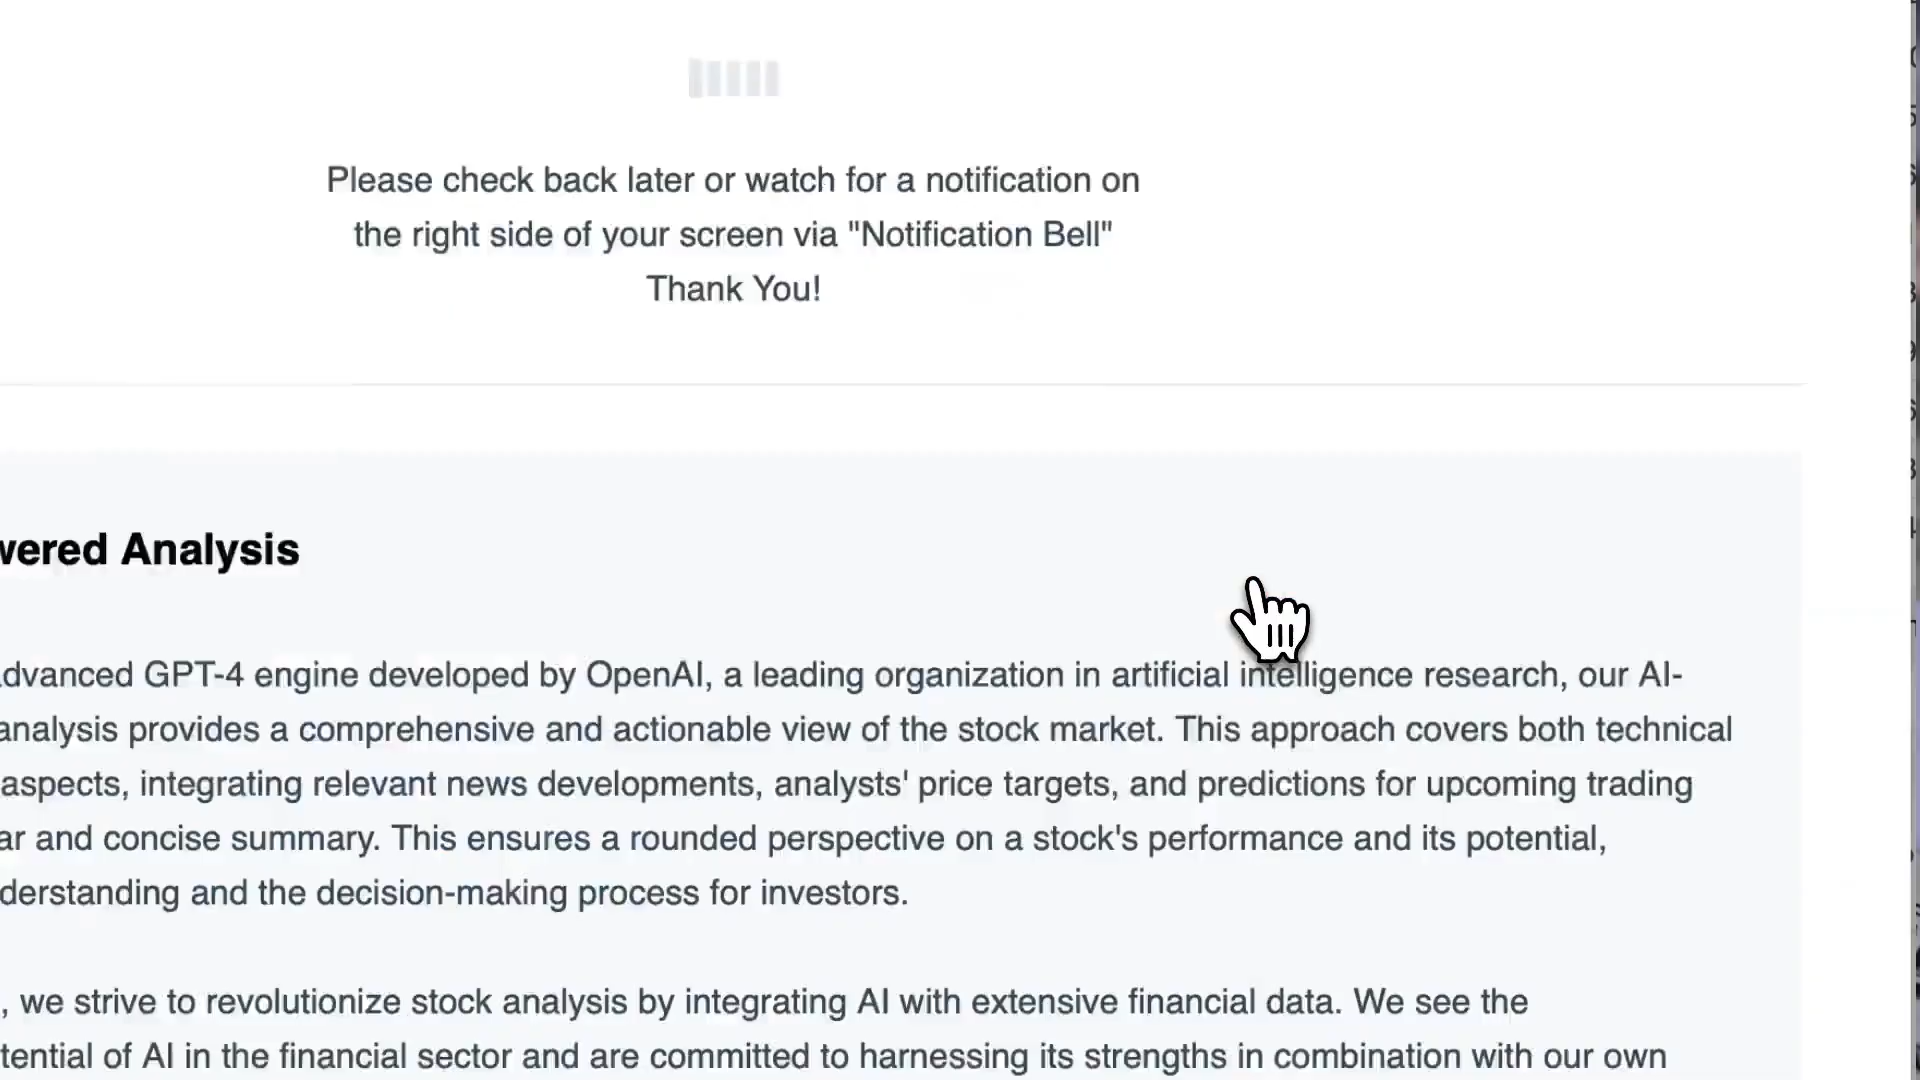 Please check back later or watch for a notification on
the right side of your screen via "Notification Bell"
Thank You!
wered Analysis
dvanced GPT-4 engine developed by OpenAI, a leading organization in artificial intelligence research, our AI-
analysis provides a comprehensive and actionable view of the stock market. This approach covers both technical
aspects, integrating relevant news developments, analysts' price targets, and predictions for upcoming trading
ar and concise summary. This ensures a rounded perspective on a stock's performance and its potential,
derstanding and the decision-making process for investors.
, we strive to revolutionize stock analysis by integrating AI with extensive financial data. We see the
tential of AI in the financial sector and are committed to harnessing its strengths in combination with our own